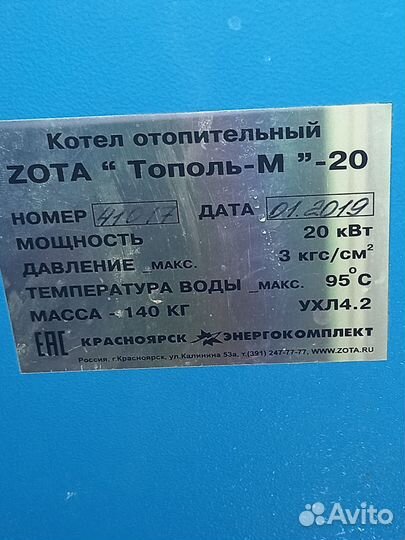 Котел отопительный
ZOTA “ Тополь-М ”-20
НОМЕР 41017 ДАТА 01.2019
МОЩНОСТЬ 20 кВт
ДАВЛЕНИЕ _МАКС. 3 кгс/см²
ТЕМПЕРАТУРА ВОДЫ _МАКС. 95°С
МАССА - 140 КГ УХЛ4.2
ЕАС КРАСНОЯРСК ЭНЕРГОКОМПЛЕКТ
Россия, г.Красноярск, ул.Калинина 53а, т.(391) 247-77-77, WWW.ZOTA.RU
Avito